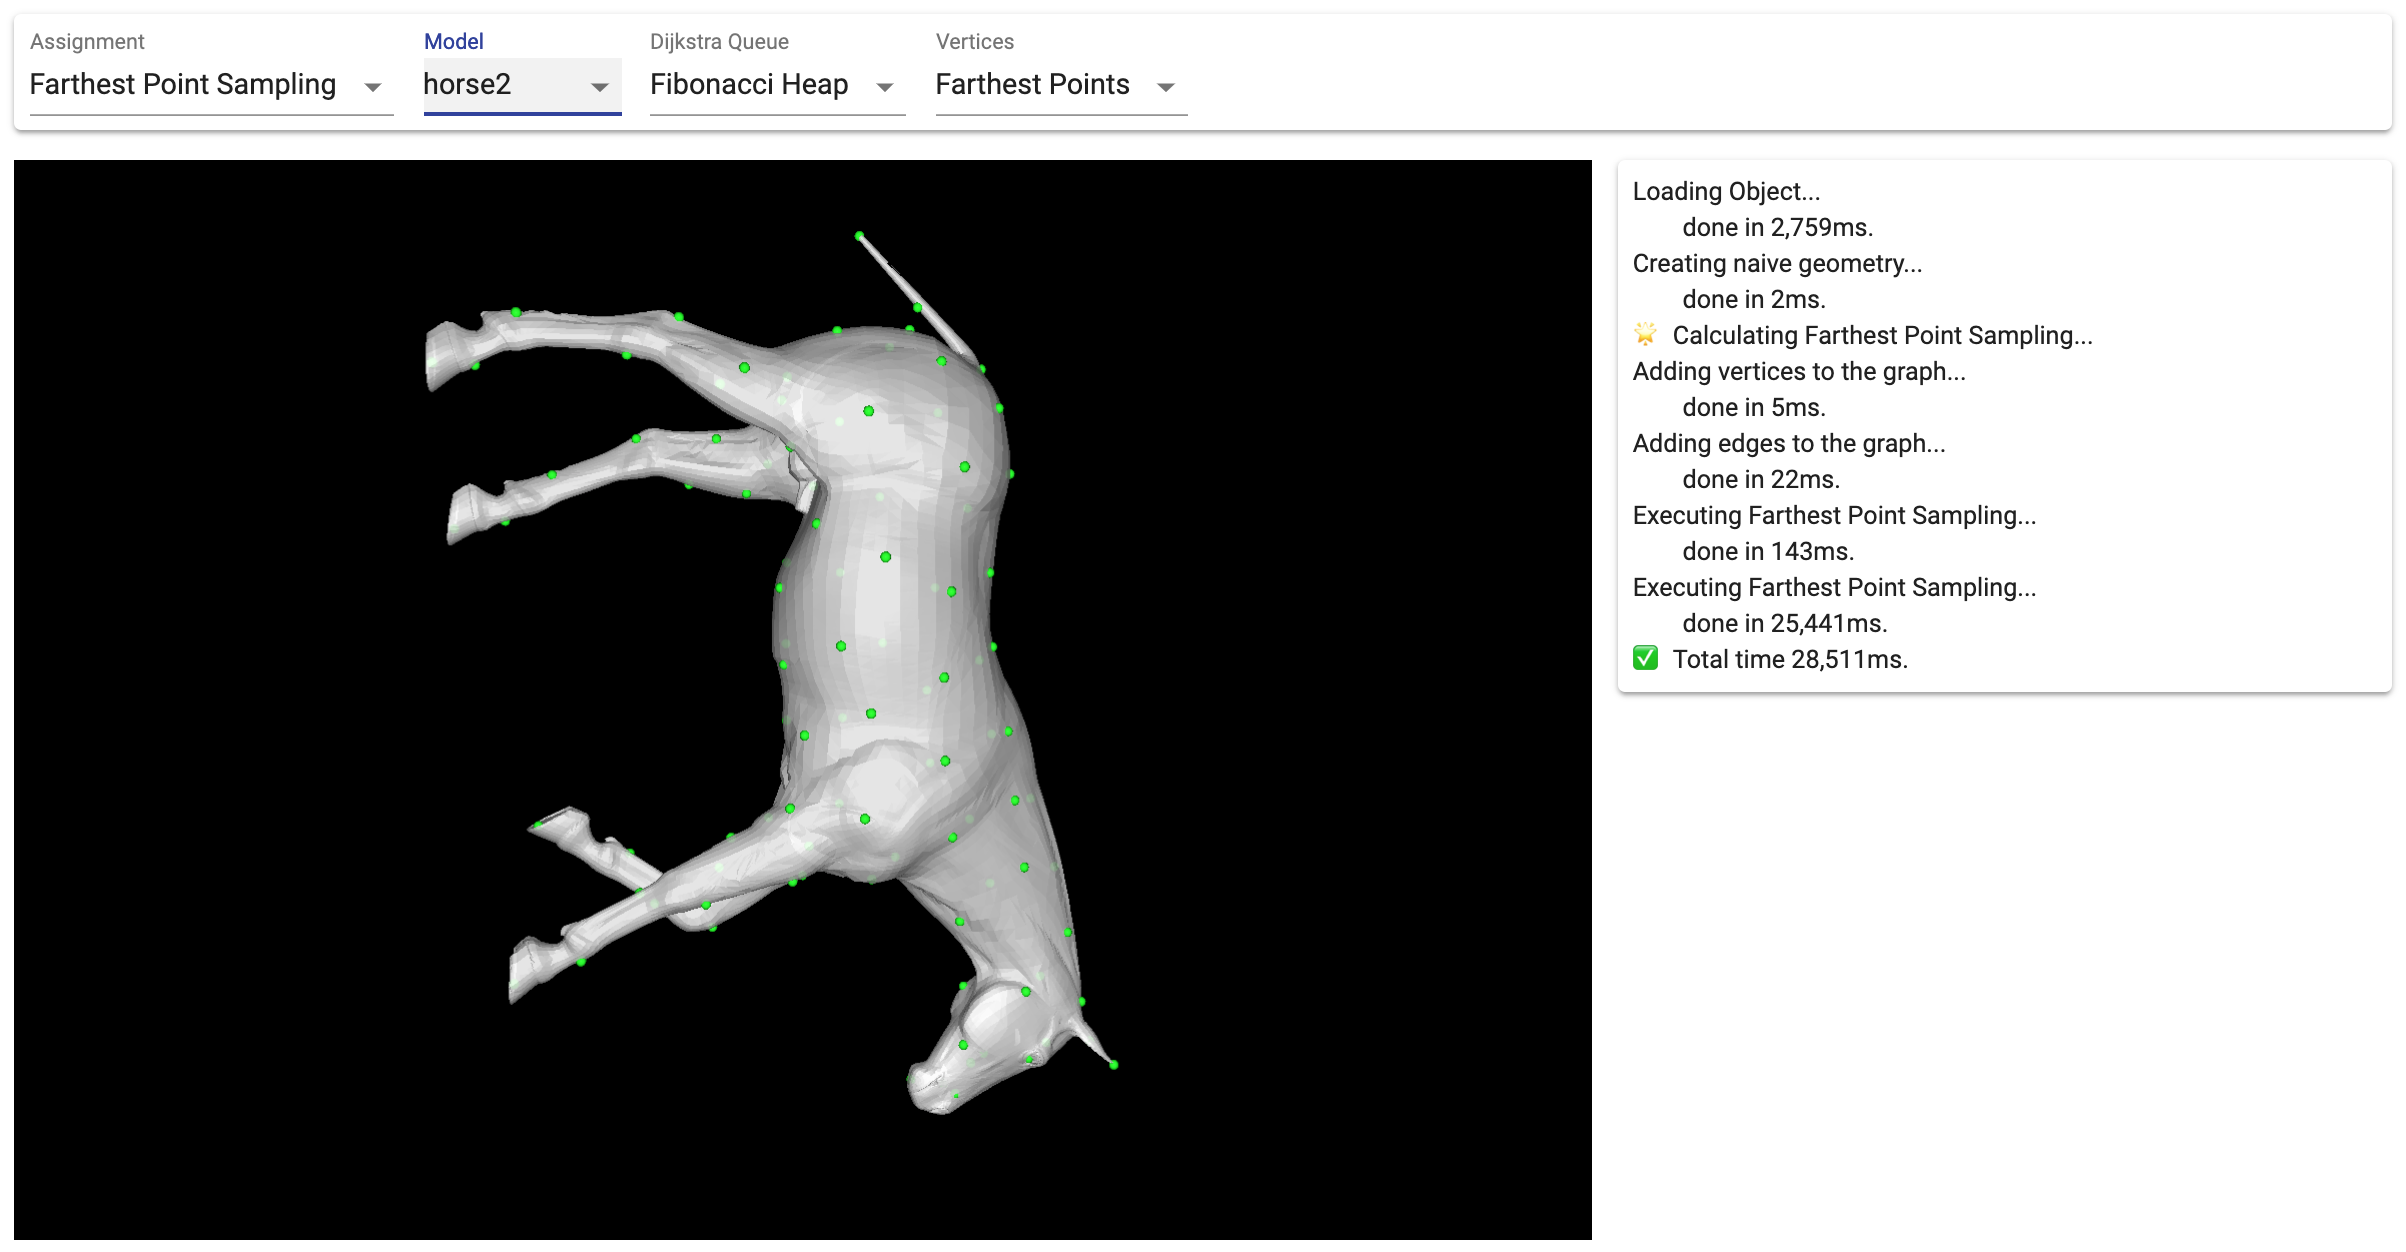 Assignment
Model
Dijkstra Queue
Vertices
Farthest Point Sampling
horse2
Fibonacci Heap
Farthest Points
Loading Object...
done in 2,759ms.
Creating naive geometry...
done in 2ms.
🌟 Calculating Farthest Point Sampling...
Adding vertices to the graph...
done in 5ms.
Adding edges to the graph...
done in 22ms.
Executing Farthest Point Sampling...
done in 143ms.
Executing Farthest Point Sampling...
done in 25,441ms.
✅ Total time 28,511ms.